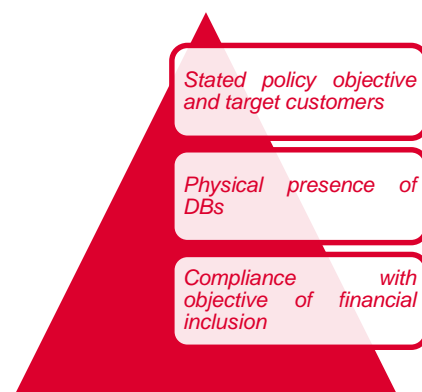 Stated policy objective
and target customers
Physical presence of
DBs
Compliance with
objective of financial
inclusion